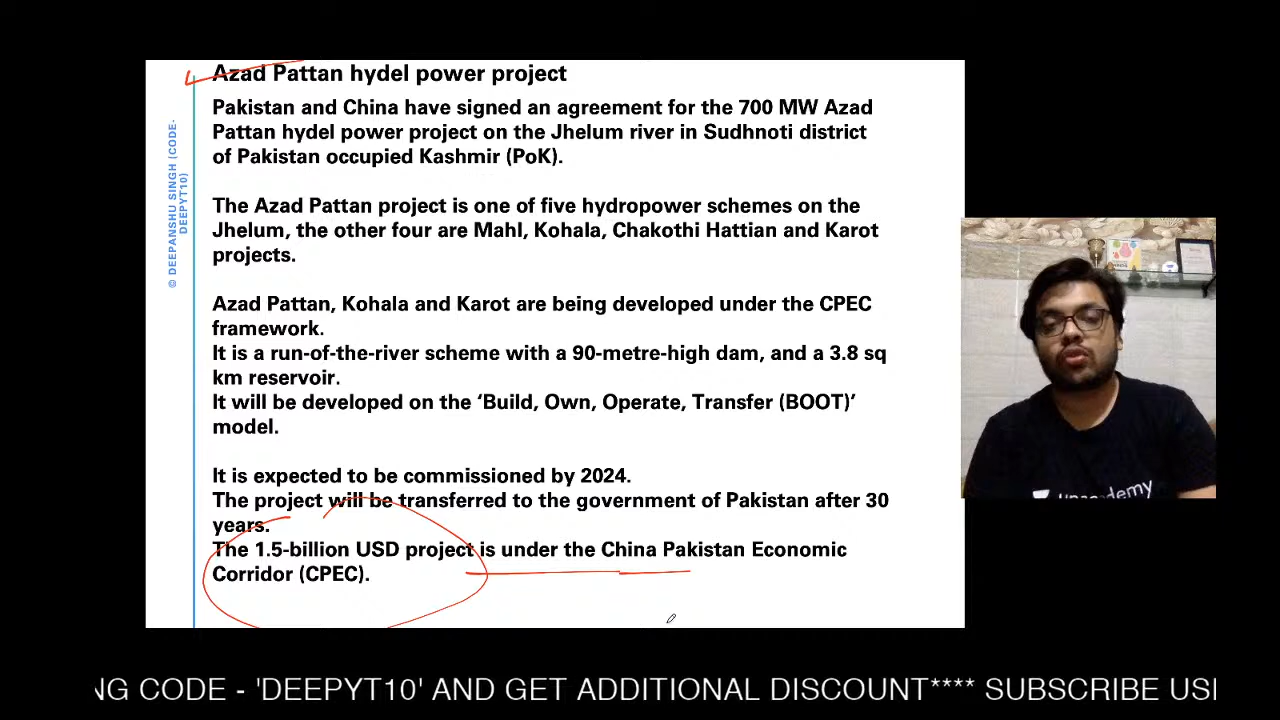 Azad Pattan hydel power project
Pakistan and China have signed an agreement for the 700 MW Azad
Pattan hydel power project on the Jhelum river in Sudhnoti district
of Pakistan occupied Kashmir (PoK).
The Azad Pattan project is one of five hydropower schemes on the
Jhelum, the other four are Mahl, Kohala, Chakothi Hattian and Karot
projects.
Azad Pattan, Kohala and Karot are being developed under the CPEC
framework.
It is a run-of-the-river scheme with a 90-metre-high dam, and a 3.8 sq
km reservoir.
It will be developed on the ‘Build, Own, Operate, Transfer (BOOT)’
model.
It is expected to be commissioned by 2024.
The project will be transferred to the government of Pakistan after 30
years.
The 1.5-billion USD project is under the China Pakistan Economic
Corridor (CPEC).
© DEEPANSHU SINGH (CODE-
DEEPYT10)
NG CODE - 'DEEPYT10' AND GET ADDITIONAL DISCOUNT**** SUBSCRIBE USI